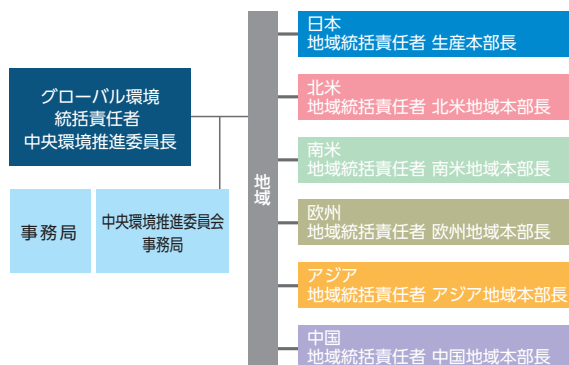 グローバル環境
統括責任者
中央環境推進委員長
事務局
中央環境推進委員会
事務局
地域
日本
地域統括責任者 生産本部長
北米
地域統括責任者 北米地域本部長
南米
地域統括責任者 南米地域本部長
欧州
地域統括責任者 欧州地域本部長
アジア
地域統括責任者 アジア地域本部長
中国
地域統括責任者 中国地域本部長